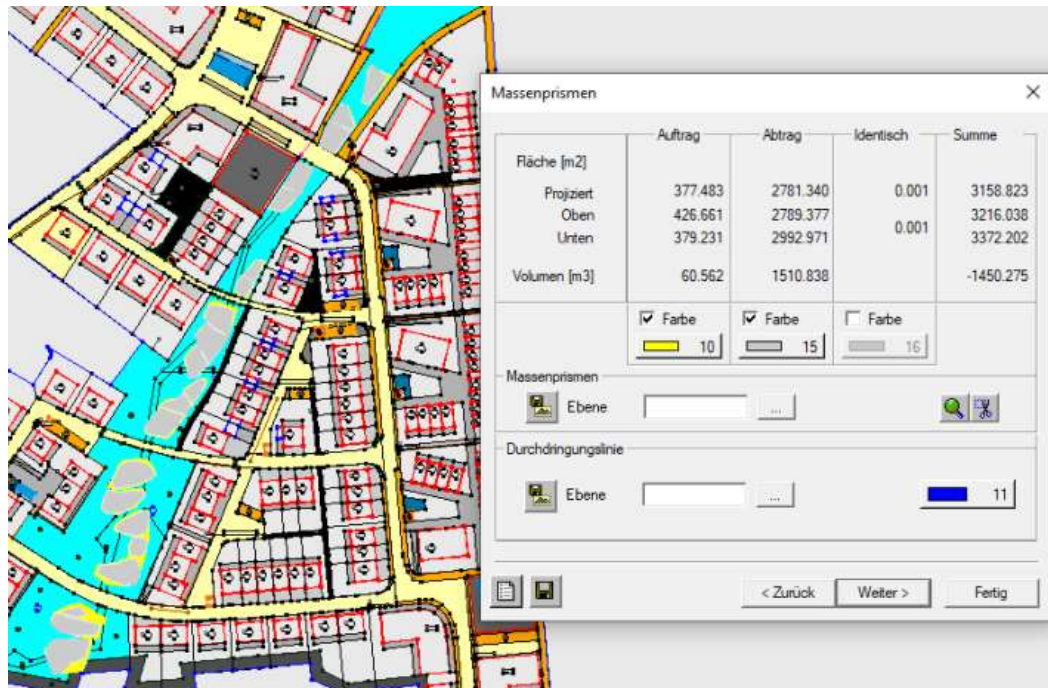 Massenprismen
Auftrag Abtrag Identisch Summe
Fläche [m2]
Projiziert 377.483 2781.340 0.001 3158.823
Oben 426.661 2789.377 3216.038
0.001
Unten 379.231 2992.971 3372.202
Volumen [m3] 60.562 1510.838 -1450.275
Farbe Farbe Farbe
10 15 16
Massenprismen
Ebene ...
Durchdringungslinie
Ebene ... 11
< Zurück Weiter > Fertig